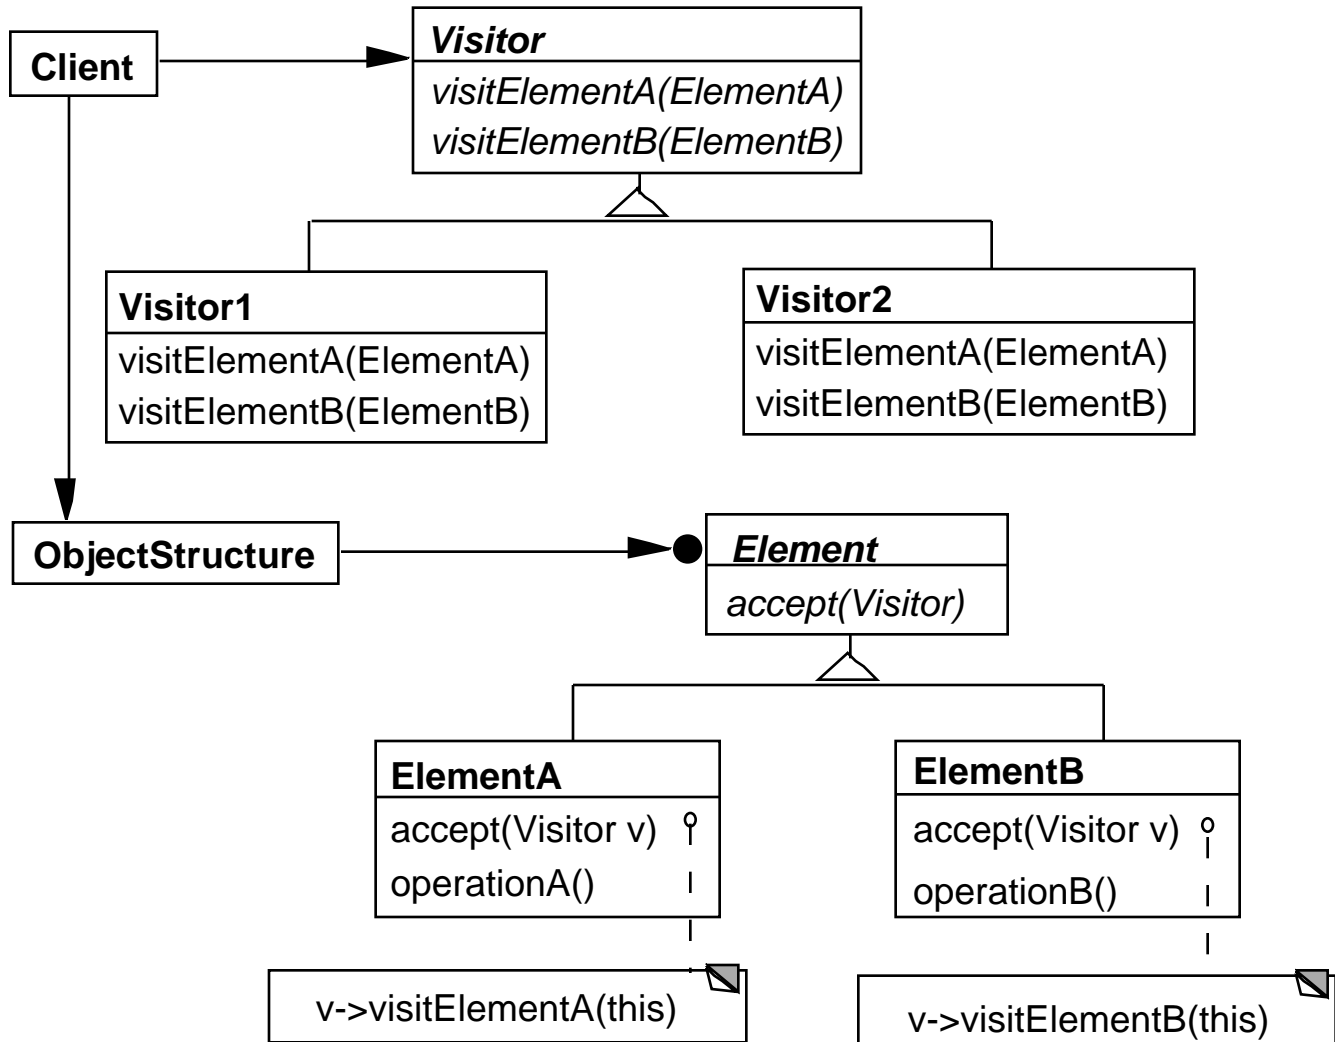 Client
Visitor
visitElementA(ElementA)
visitElementB(ElementB)
Visitor1
visitElementA(ElementA)
visitElementB(ElementB)
Visitor2
visitElementA(ElementA)
visitElementB(ElementB)
ObjectStructure
Element
accept(Visitor)
ElementA
accept(Visitor v)
operationA()
ElementB
accept(Visitor v)
operationB()
v->visitElementA(this)
v->visitElementB(this)